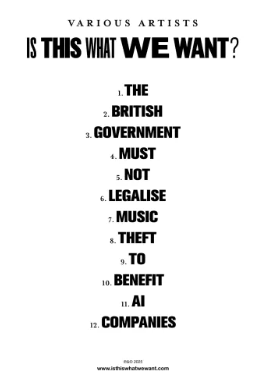 VARIOUS ARTISTS
IS THIS WHAT WE WANT?
1. THE
2. BRITISH
3. GOVERNMENT
4. MUST
5. NOT
6. LEGALISE
7. MUSIC
8. THEFT
9. TO
10. BENEFIT
11. AI
12. COMPANIES
www.isthiswhatwewant.com